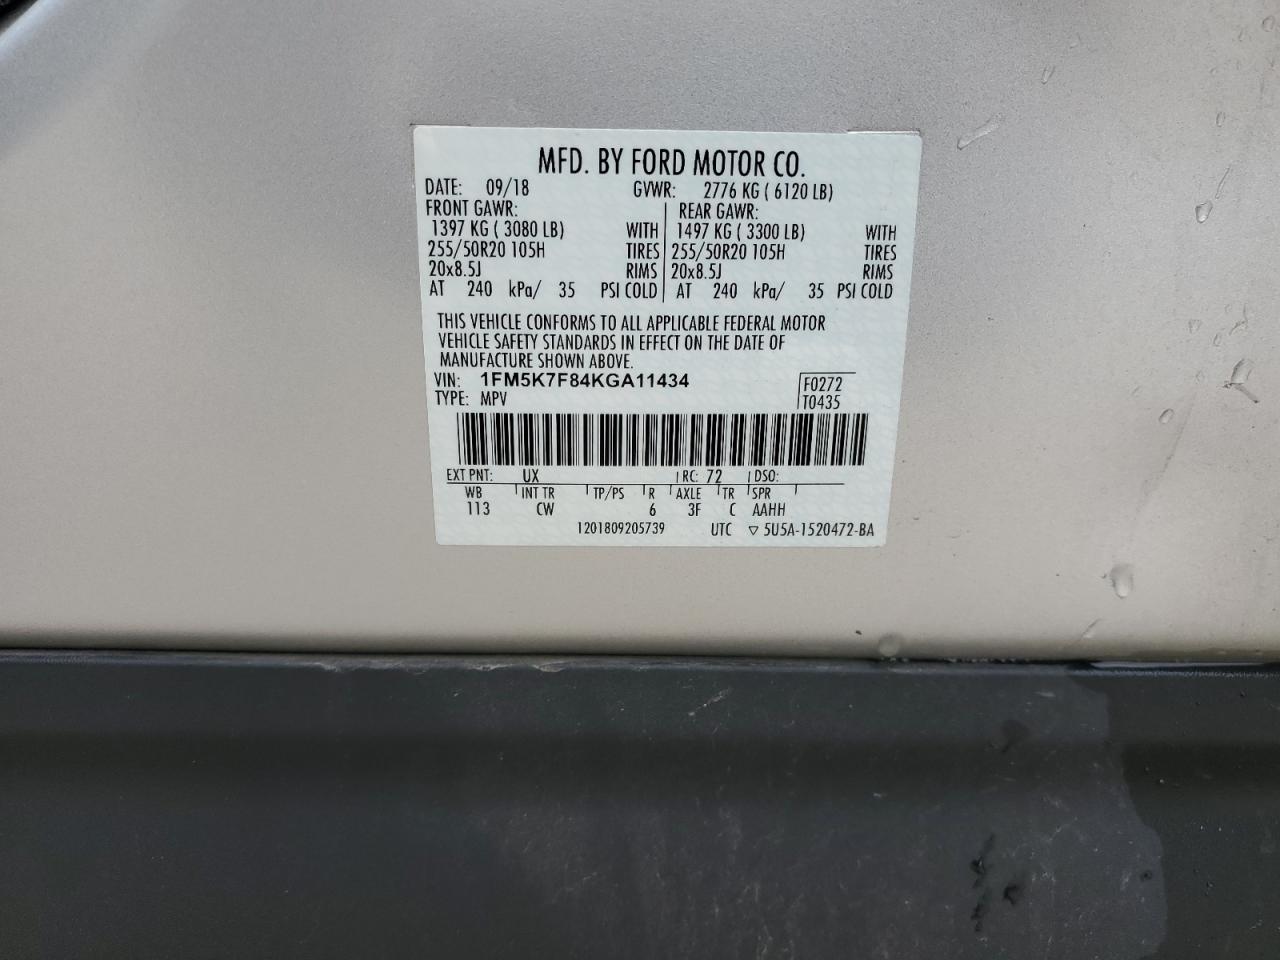 MFD. BY FORD MOTOR CO.
DATE: 09/18 GVWR: 2776 KG ( 6120 LB)
FRONT GAWR: REAR GAWR:
1397 KG ( 3080 LB) WITH 1497 KG ( 3300 LB) WITH
255/50R20 105H TIRES 255/50R20 105H TIRES
20x8.5J RIMS 20x8.5J RIMS
AT 240 kPa/ 35 PSI COLD AT 240 kPa/ 35 PSI COLD
THIS VEHICLE CONFORMS TO ALL APPLICABLE FEDERAL MOTOR
VEHICLE SAFETY STANDARDS IN EFFECT ON THE DATE OF
MANUFACTURE SHOWN ABOVE.
VIN: 1FM5K7F84KGA11434 F0272
TYPE: MPV T0435
EXT PNT: UX RC: 72 DSO:
WB INT TR TP/PS R AXLE TR SPR
113 CW 6 3F C AAHH
1201809205739 UTC ▽ 5U5A-1520472-BA